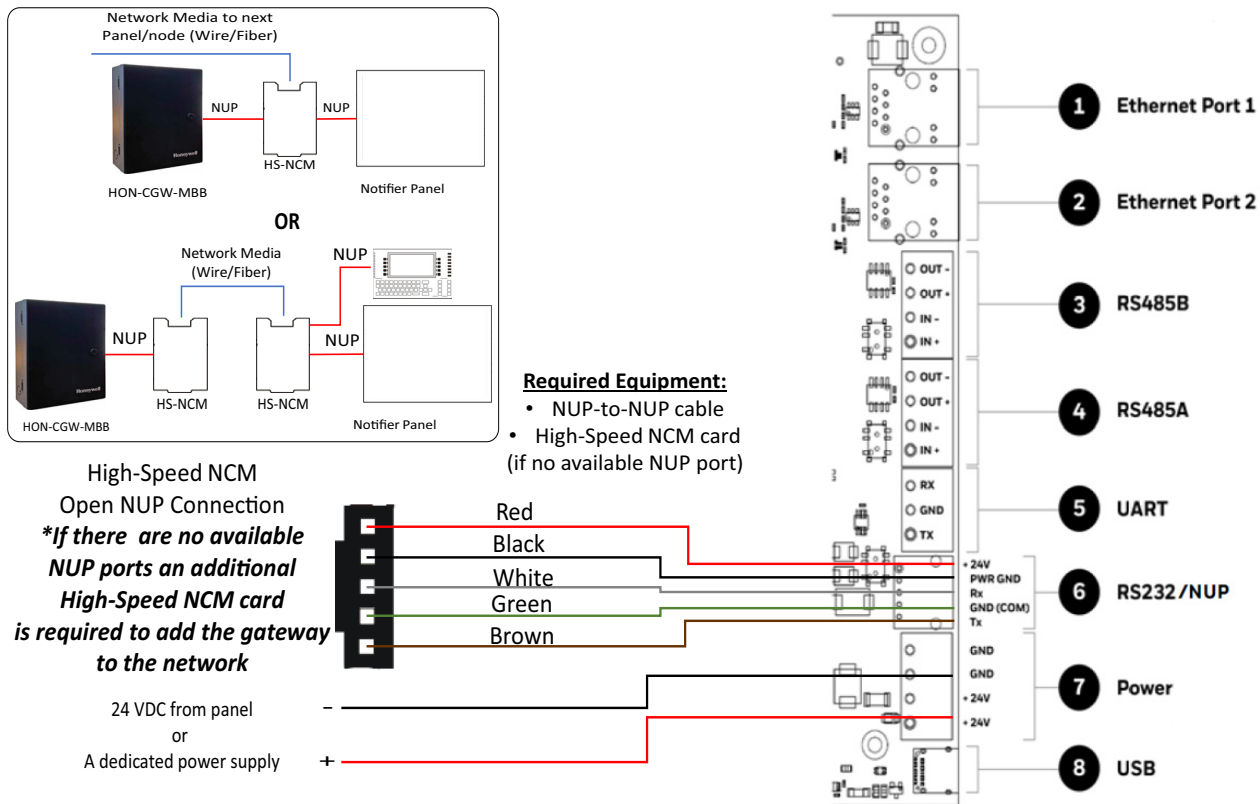 Network Media to next
Panel/node (Wire/Fiber)
NUP
NUP
Honeywell
HS-NCM
HON-CGW-MBB
Notifier Panel
OR
Network Media
(Wire/Fiber)
NUP
NUP
NUP
Honeywell
HS-NCM
HS-NCM
HON-CGW-MBB
Notifier Panel
Required Equipment:
• NUP-to-NUP cable
• High-Speed NCM card
(if no available NUP port)
High-Speed NCM
Open NUP Connection
*If there are no available
NUP ports an additional
High-Speed NCM card
is required to add the gateway
to the network
Red
Black
White
Green
Brown
24 VDC from panel
or
A dedicated power supply
−
+
1 Ethernet Port 1
2 Ethernet Port 2
OUT -
OUT +
IN -
IN +
3 RS485B
OUT -
OUT +
IN -
IN +
4 RS485A
RX
GND
TX
5 UART
+ 24V
PWR GND
Rx
GND (COM)
Tx
6 RS232/NUP
GND
GND
+ 24V
+ 24V
7 Power
8 USB